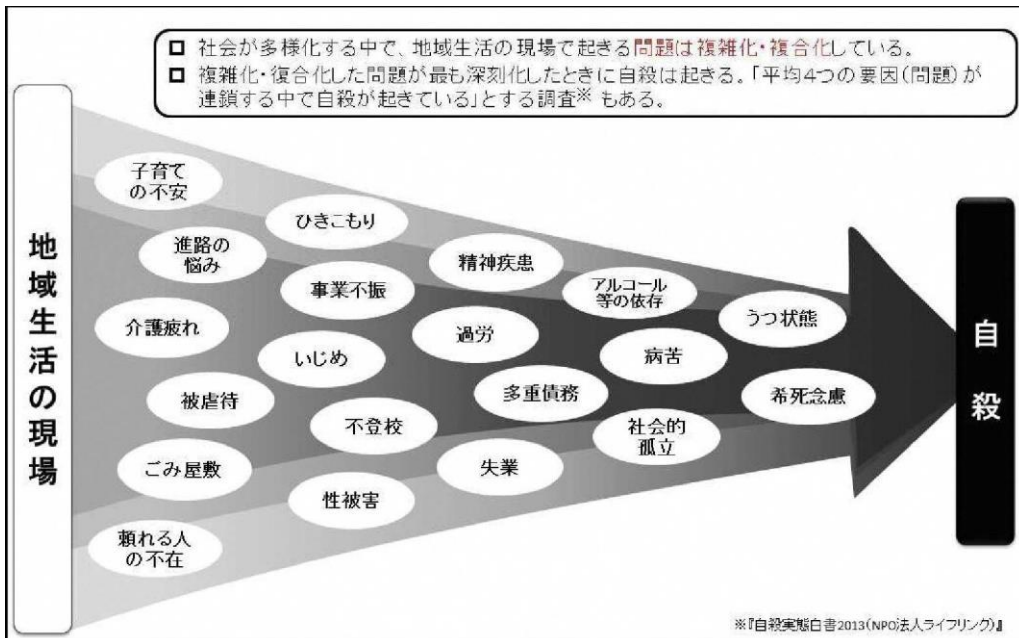 □ 社会が多様化する中で、地域生活の現場で起きる問題は複雑化・複合化している。
□ 複雑化・復合化した問題が最も深刻化したときに自殺は起きる。「平均4つの要因(問題)が
連鎖する中で自殺が起きている」とする調査※ もある。
地域生活の現場
子育て
の不安
進路の
悩み
介護疲れ
被虐待
ごみ屋敷
頼れる人
の不在
ひきこもり
事業不振
いじめ
不登校
性被害
精神疾患
過労
多重債務
失業
アルコール
等の依存
病苦
社会的
孤立
うつ状態
希死念慮
自殺
※『自殺実態白書2013(NPO法人ライフリンク)』